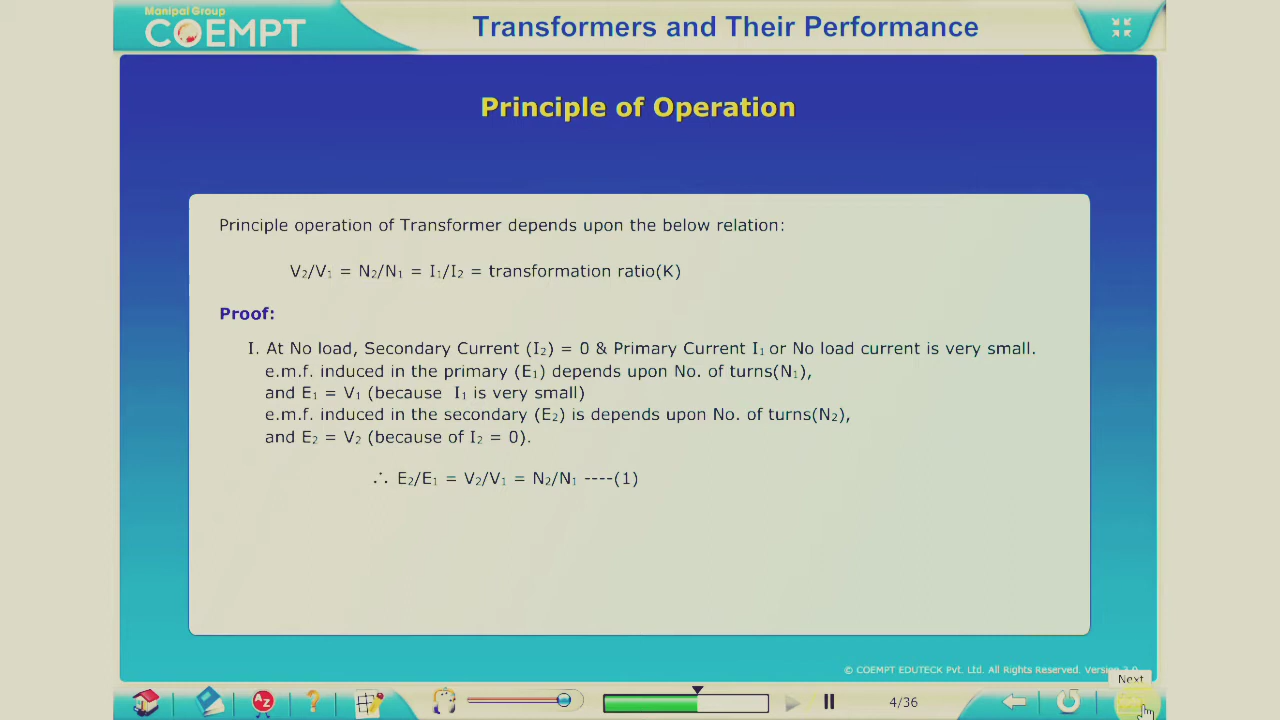 Manipal Group
COEMPT
Transformers and Their Performance
Principle of Operation
Principle operation of Transformer depends upon the below relation:
V₂/V₁ = N₂/N₁ = I₁/I₂ = transformation ratio(K)
Proof:
I. At No load, Secondary Current (I₂) = 0 & Primary Current I₁ or No load current is very small.
e.m.f. induced in the primary (E₁) depends upon No. of turns(N₁),
and E₁ = V₁ (because I₁ is very small)
e.m.f. induced in the secondary (E₂) is depends upon No. of turns(N₂),
and E₂ = V₂ (because of I₂ = 0).
∴ E₂/E₁ = V₂/V₁ = N₂/N₁ ----(1)
© COEMPT EDUTECK Pvt. Ltd. All Rights Reserved. Version 3.0
Next
AZ
?
4/36